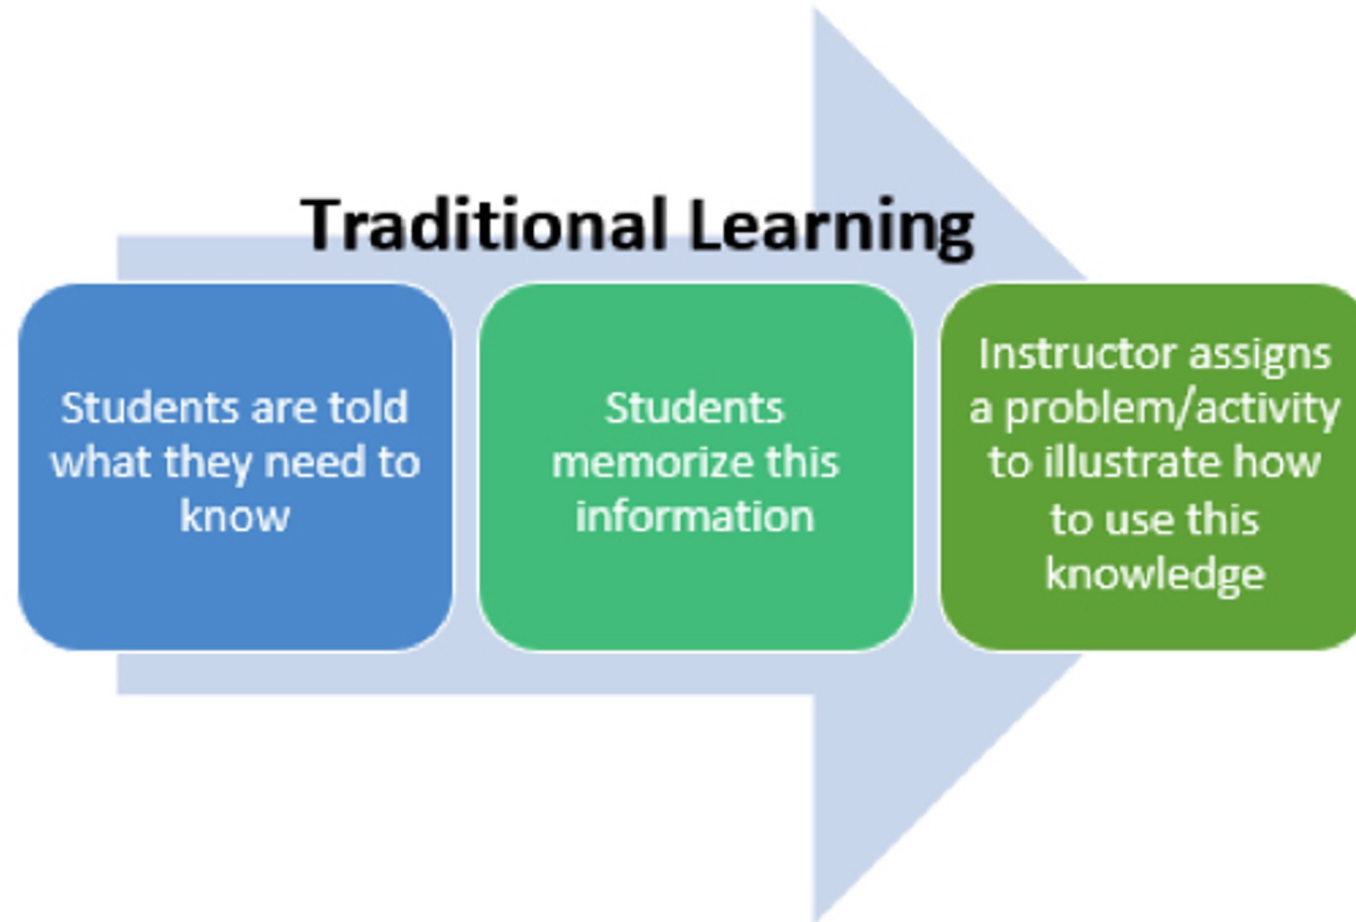 Traditional Learning
Students are told
what they need to
know
Students
memorize this
information
Instructor assigns
a problem/activity
to illustrate how
to use this
knowledge